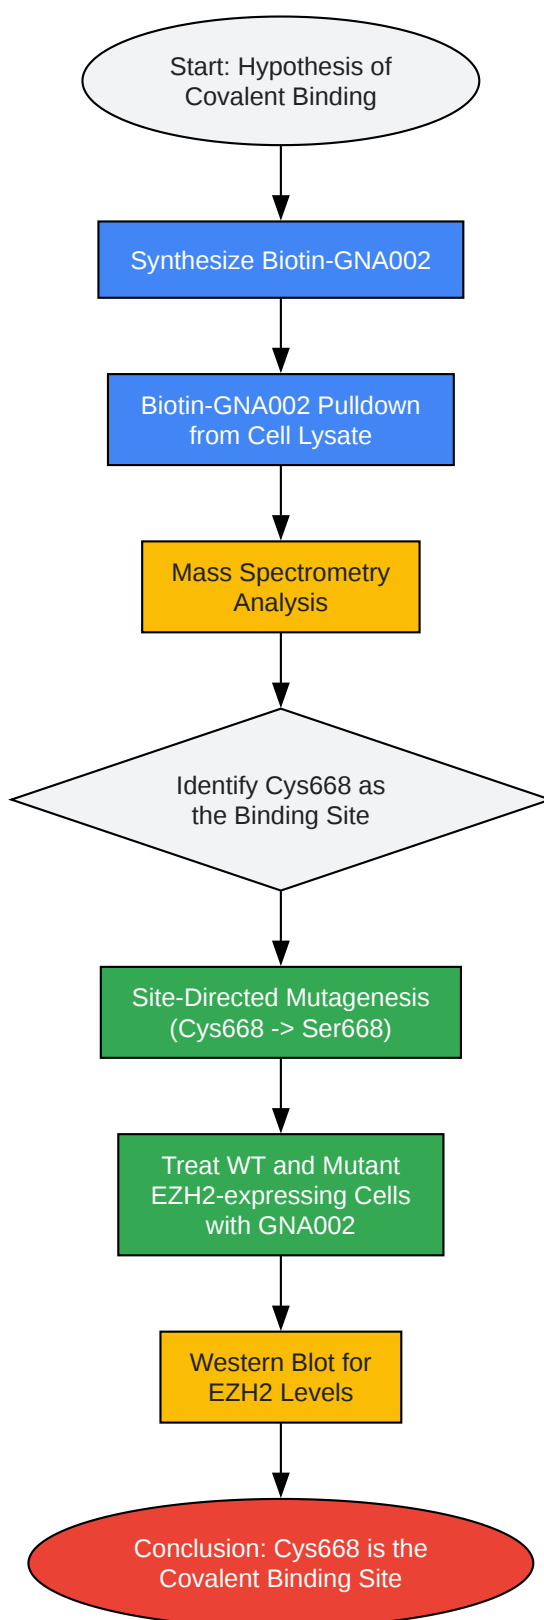 Start: Hypothesis of
Covalent Binding
Synthesize Biotin-GNA002
Biotin-GNA002 Pulldown
from Cell Lysate
Mass Spectrometry
Analysis
Identify Cys668 as
the Binding Site
Site-Directed Mutagenesis
(Cys668 -> Ser668)
Treat WT and Mutant
EZH2-expressing Cells
with GNA002
Western Blot for
EZH2 Levels
Conclusion: Cys668 is the
Covalent Binding Site